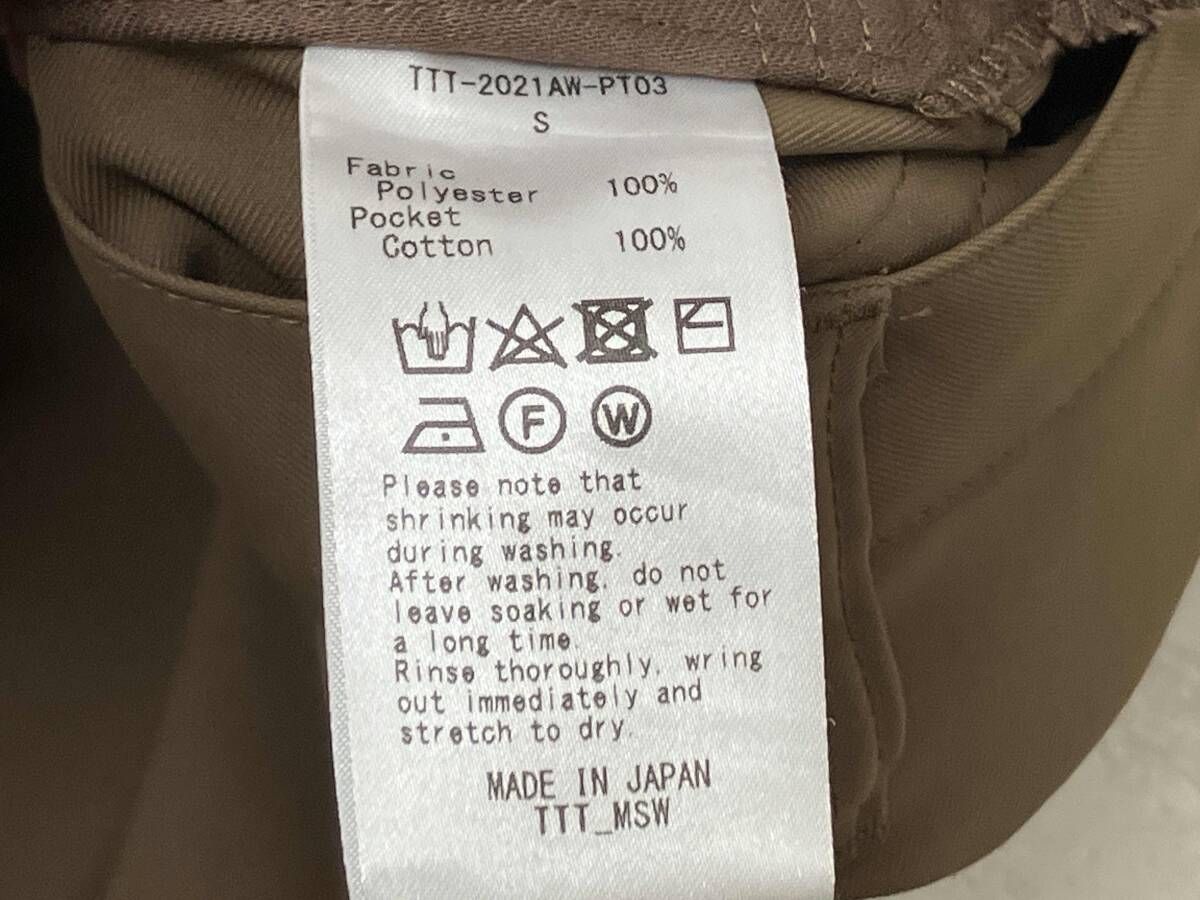 TTT-2021AW-PT03
S
Fabric
Polyester 100%
Pocket
Cotton 100%
F W
Please note that
shrinking may occur
during washing.
After washing, do not
leave soaking or wet for
a long time.
Rinse thoroughly, wring
out immediately and
stretch to dry.
MADE IN JAPAN
TTT_MSW